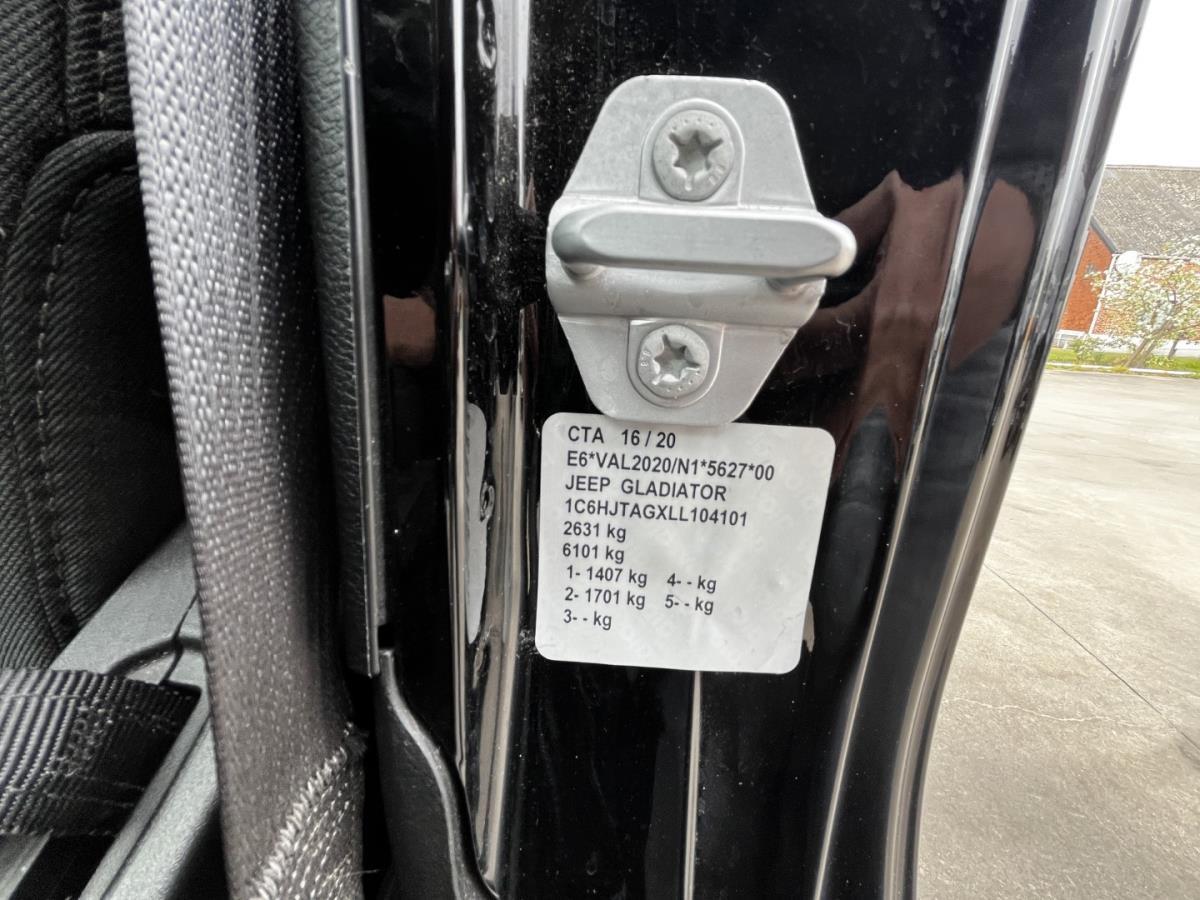 CTA 16 / 20
E6*VAL2020/N1*5627*00
JEEP GLADIATOR
1C6HJTAGXLL104101
2631 kg
6101 kg
1- 1407 kg 4- - kg
2- 1701 kg 5- - kg
3- - kg